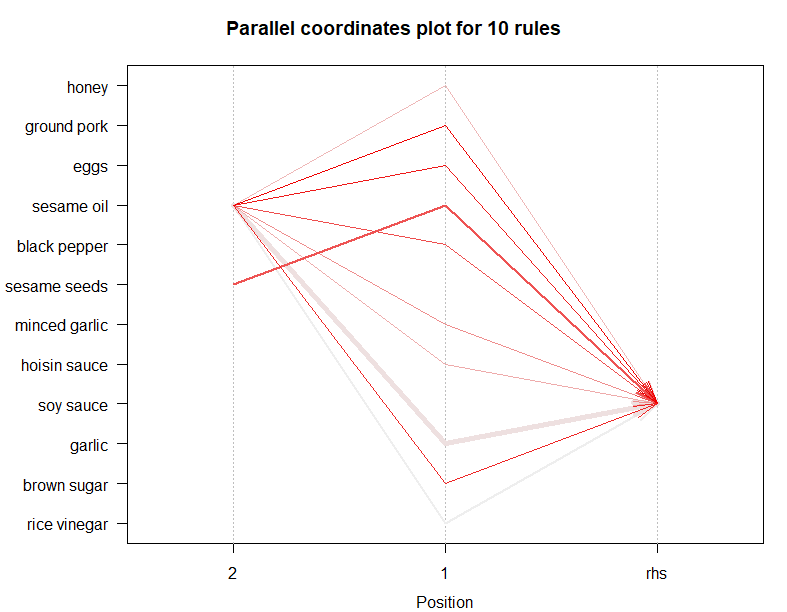 Parallel coordinates plot for 10 rules
honey
ground pork
eggs
sesame oil
black pepper
sesame seeds
minced garlic
hoisin sauce
soy sauce
garlic
brown sugar
rice vinegar
2 1 rhs
Position